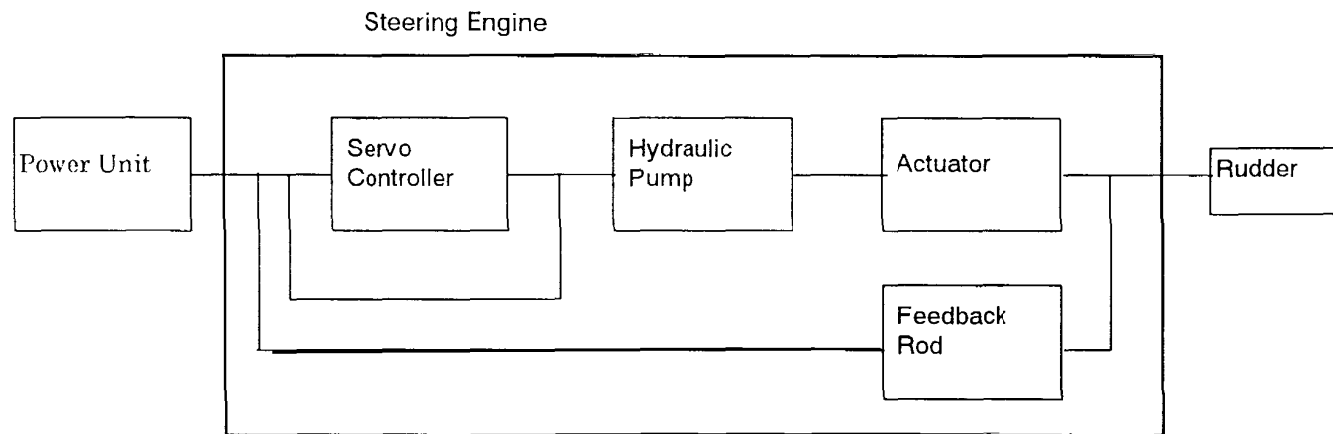 Steering Engine
Power Unit
Servo
Controller
Hydraulic
Pump
Actuator
Rudder
Feedback
Rod